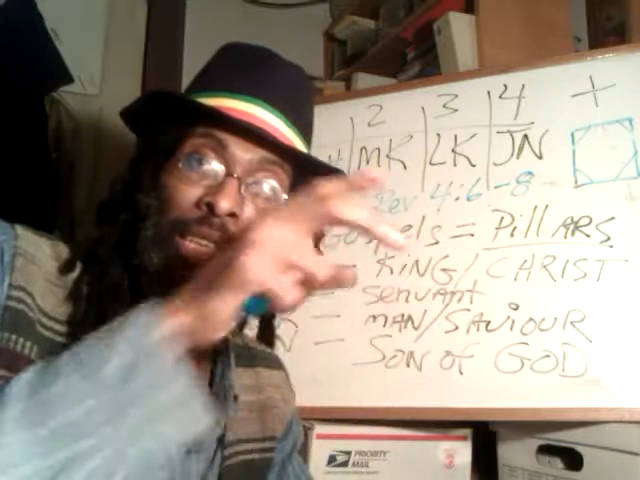 2 3 4 +
MK LK JN
Rev 4:6-8
Gospels = PillARS
= KiNG/CHRIST
= servant
= MAN/SAViOUR
= SoN of GOD
PRIORITY
MAIL